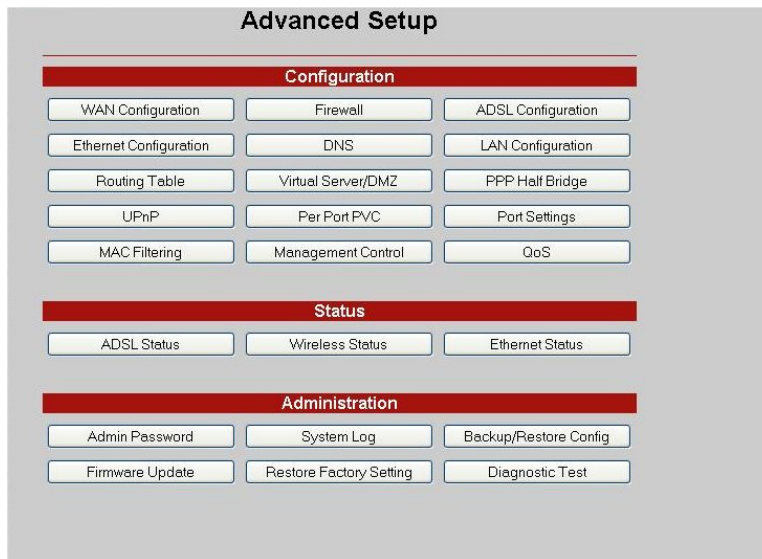 Advanced Setup
Configuration
WAN Configuration Firewall ADSL Configuration
Ethernet Configuration DNS LAN Configuration
Routing Table Virtual Server/DMZ PPP Half Bridge
UPnP Per Port PVC Port Settings
MAC Filtering Management Control QoS
Status
ADSL Status Wireless Status Ethernet Status
Administration
Admin Password System Log Backup/Restore Config
Firmware Update Restore Factory Setting Diagnostic Test